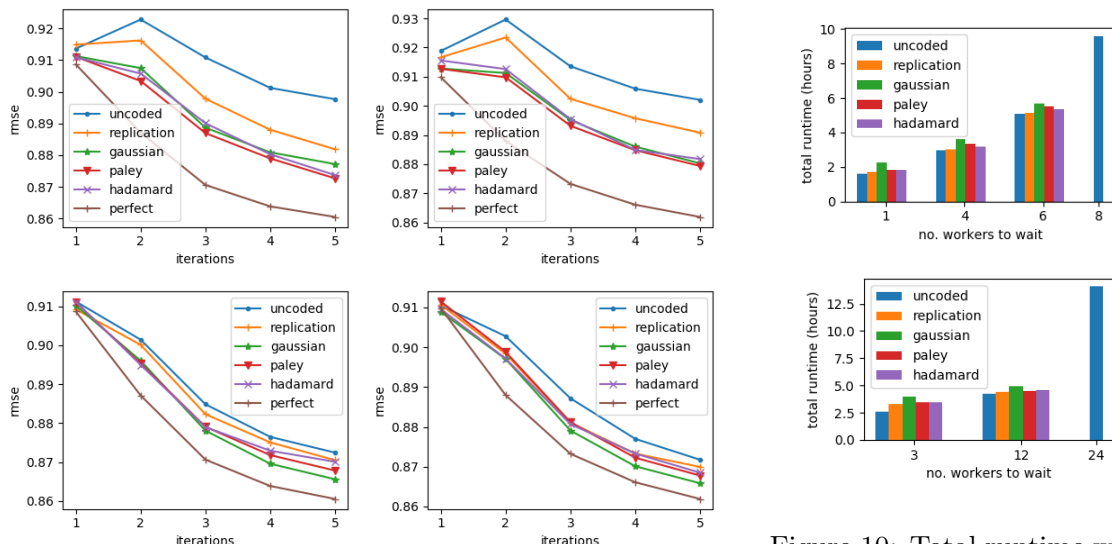 0.92
0.91
0.90
0.89
0.88
0.87
0.86
rmse
uncoded
replication
gaussian
paley
hadamard
perfect
1 2 3 4 5
iterations
0.93
0.92
0.91
0.90
0.89
0.88
0.87
0.86
rmse
uncoded
replication
gaussian
paley
hadamard
perfect
1 2 3 4 5
iterations
10
8
6
4
2
0
total runtime (hours)
uncoded
replication
gaussian
paley
hadamard
1 4 6 8
no. workers to wait
0.91
0.90
0.89
0.88
0.87
0.86
rmse
uncoded
replication
gaussian
paley
hadamard
perfect
1 2 3 4 5
iterations
0.91
0.90
0.89
0.88
0.87
0.86
rmse
uncoded
replication
gaussian
paley
hadamard
perfect
1 2 3 4 5
iterations
12.5
10.0
7.5
5.0
2.5
0.0
total runtime (hours)
uncoded
replication
gaussian
paley
hadamard
3 12 24
no. workers to wait
Figure 10: Total runtime